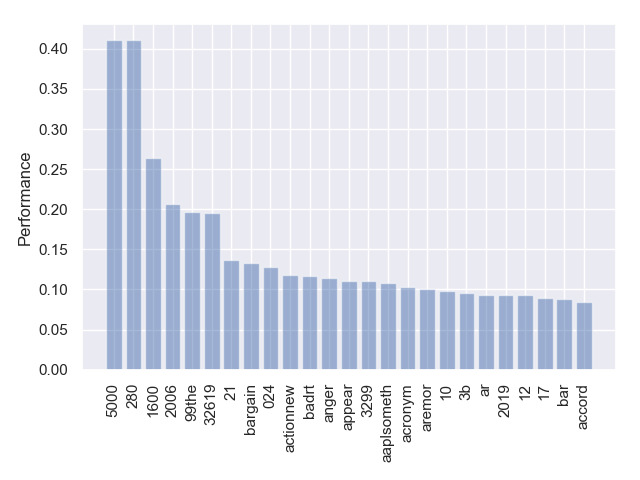 0.40
0.35
0.30
0.25
0.20
0.15
0.10
0.05
0.00
Performance
5000
280
1600
2006
99the
32619
21
bargain
024
actionnew
badrt
anger
appear
3299
aaplsometh
acronym
aremor
10
3b
ar
2019
12
17
bar
accord